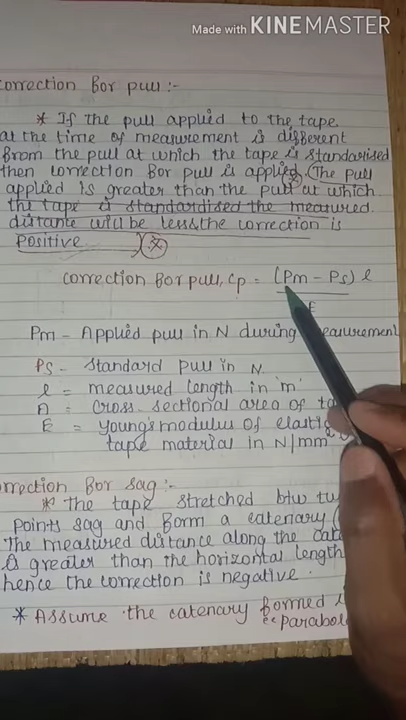 Made with KINEMASTER
correction for pull :-
* If the pull applied to the tape
at the time of measurement is different
from the pull at which the tape is standardised
then correction for pull is applied. (The pull
applied is greater than the pull at which
the tape is standardised the measured
distance will be less & the correction is
Positive
correction for pull, Cp = (Pm - Ps) l
E
Pm - Applied pull in N during measurement
Ps - Standard pull in N
l = measured length in 'm'
A = cross-sectional area of
E = young's modulus of
tape material in N/mm
correction for sag :-
* The tape stretched b/w
points sag and form a catenary
The measured distance along the
is greater than the horizontal length
hence the correction is negative.
* Assume the catenary formed
parabola